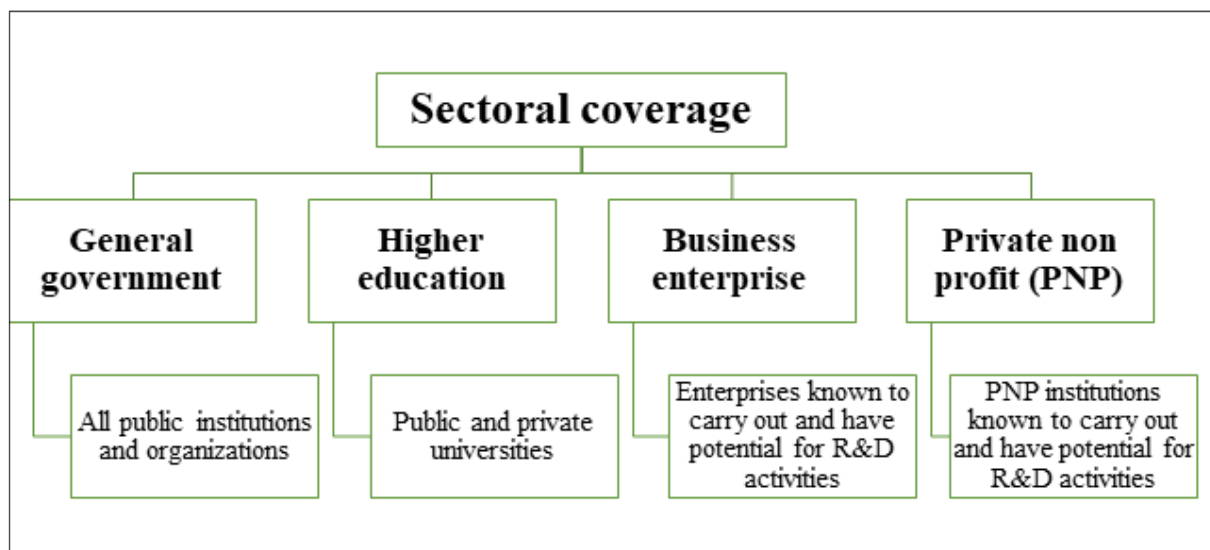 Sectoral coverage
General
government
Higher
education
Business
enterprise
Private non
profit (PNP)
All public institutions
and organizations
Public and private
universities
Enterprises known to
carry out and have
potential for R&D
activities
PNP institutions
known to carry out
and have potential for
R&D activities